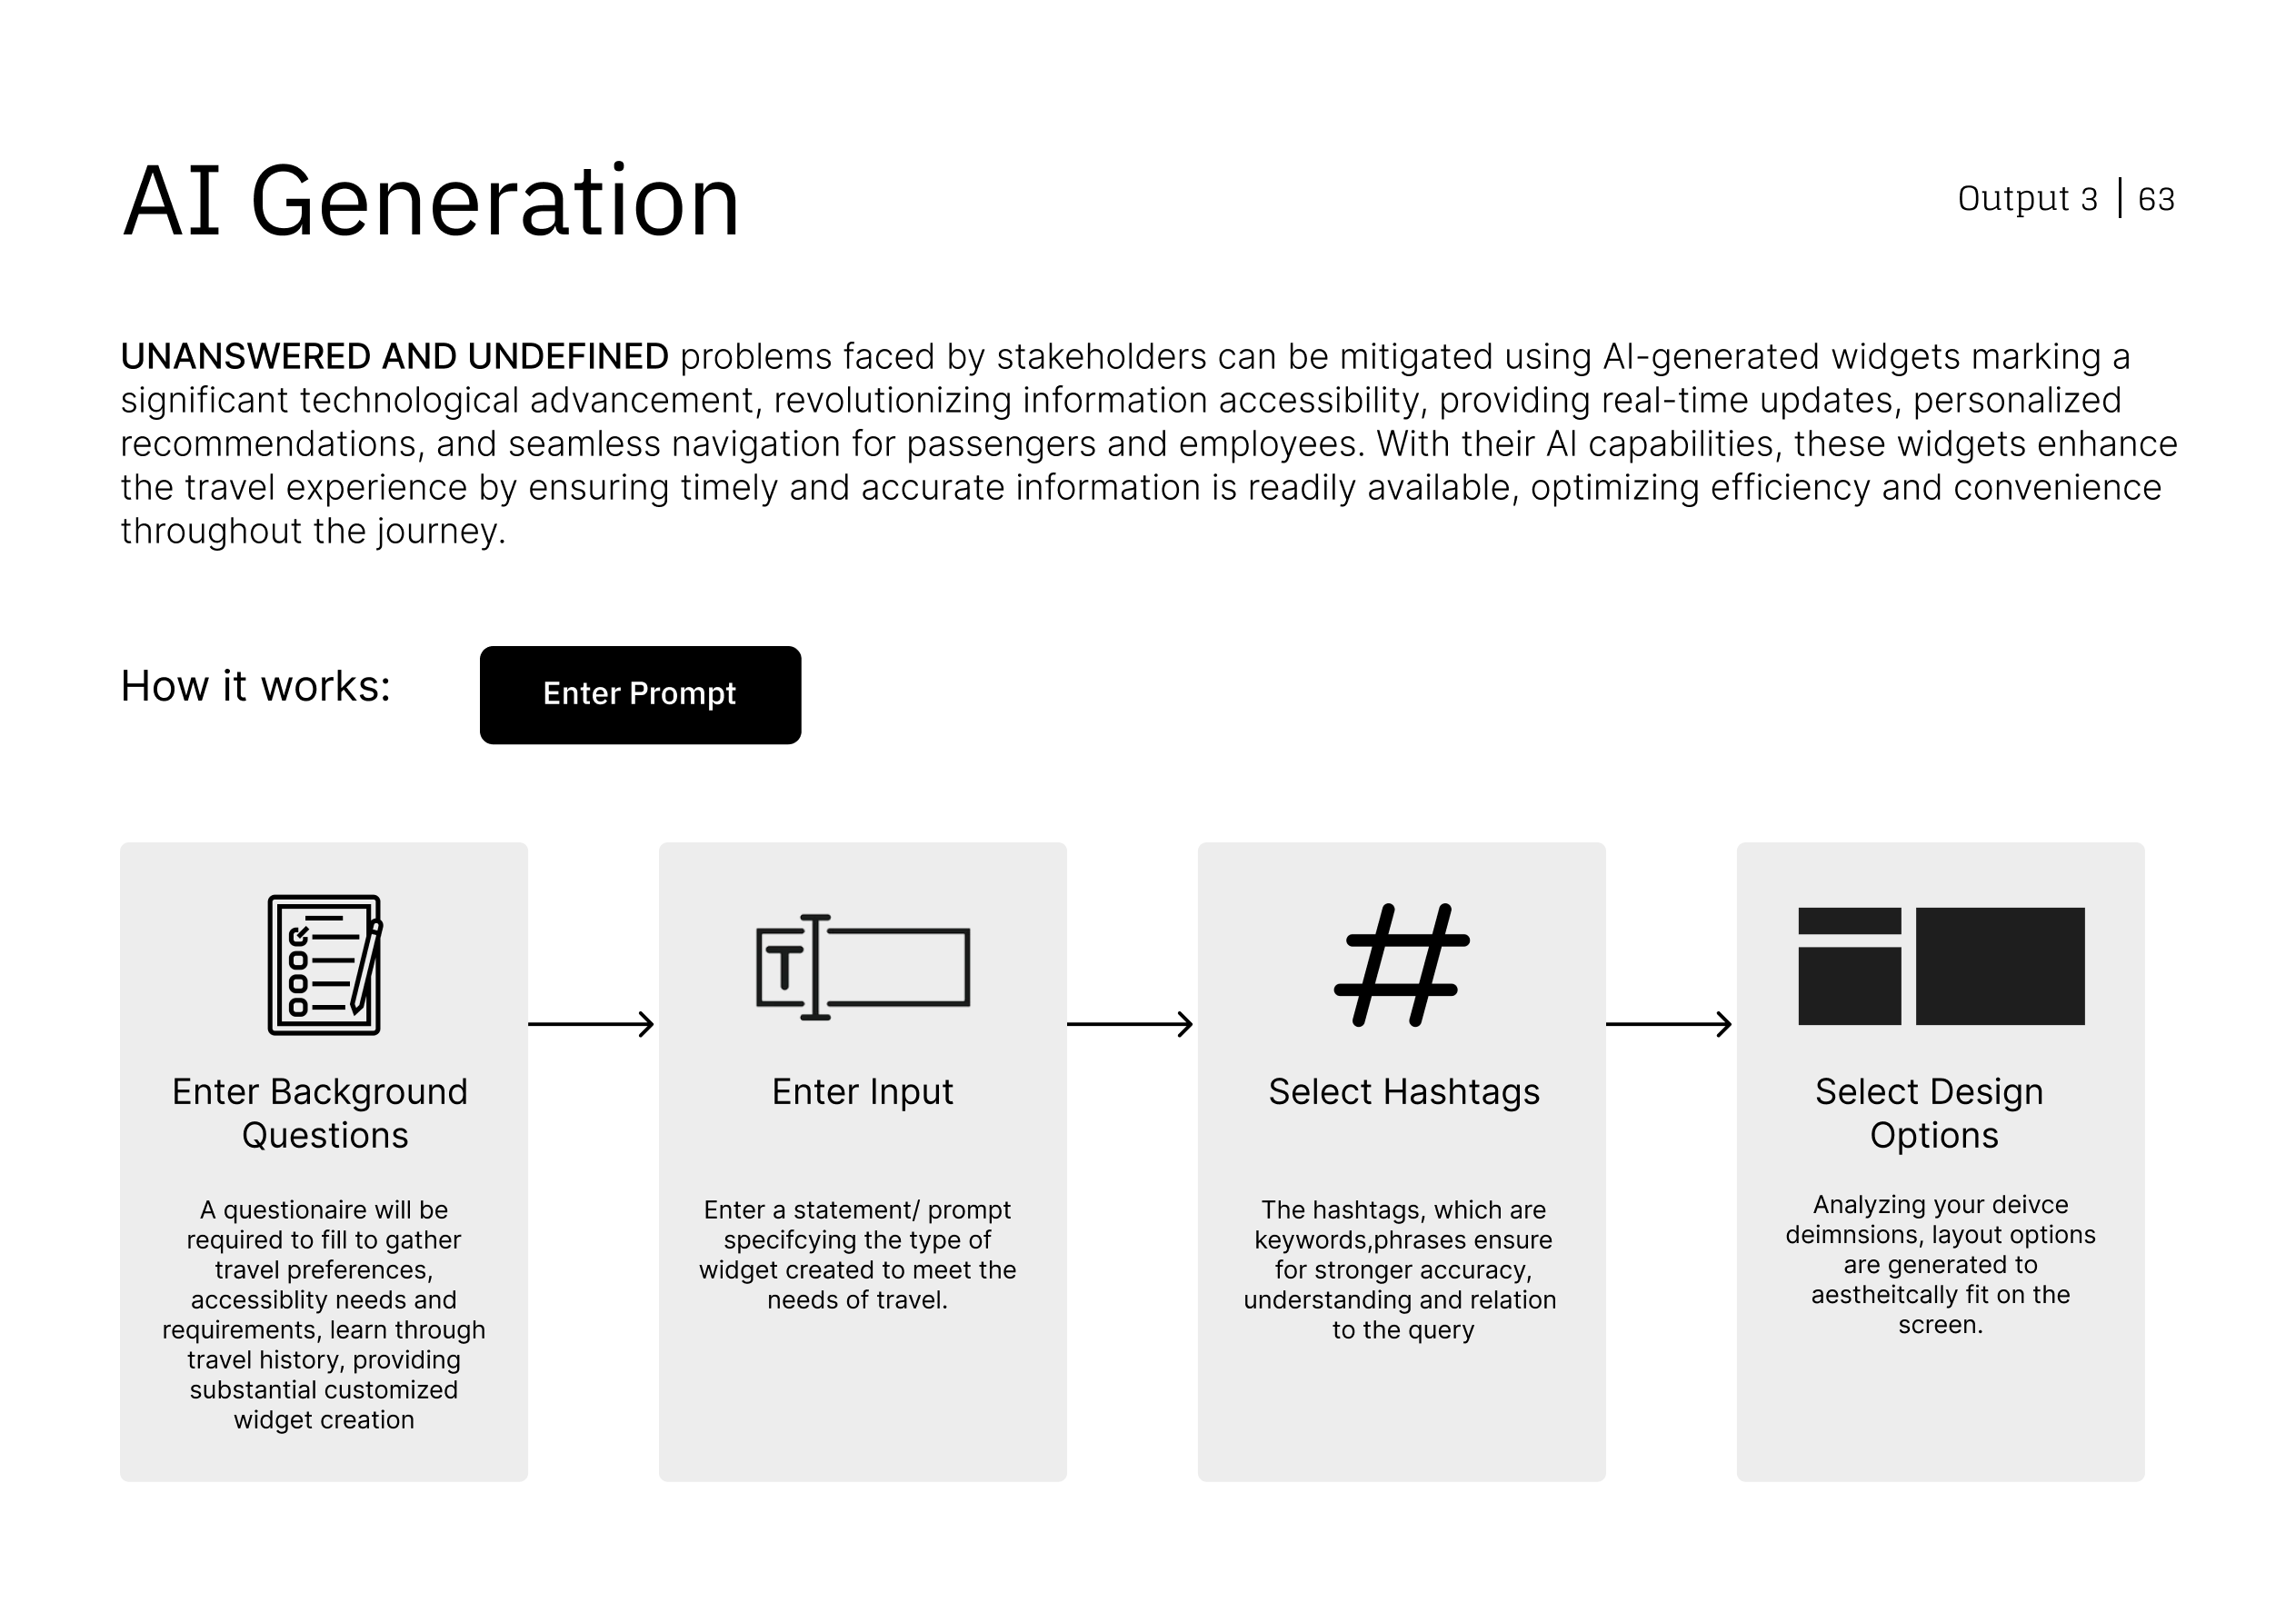 AI Generation
Output 3 | 63
UNANSWERED AND UNDEFINED problems faced by stakeholders can be mitigated using AI-generated widgets marking a
significant technological advancement, revolutionizing information accessibility, providing real-time updates, personalized
recommendations, and seamless navigation for passengers and employees. With their AI capabilities, these widgets enhance
the travel experience by ensuring timely and accurate information is readily available, optimizing efficiency and convenience
throughout the journey.
How it works:
Enter Prompt
Enter Background
Questions
A questionaire will be
required to fill to gather
travel preferences,
accessiblity needs and
requirements, learn through
travel history, providing
substantial customized
widget creation
T
Enter Input
Enter a statement/ prompt
specifcying the type of
widget created to meet the
needs of travel.
#
Select Hashtags
The hashtags, which are
keywords,phrases ensure
for stronger accuracy,
understanding and relation
to the query
Select Design
Options
Analyzing your deivce
deimnsions, layout options
are generated to
aestheitcally fit on the
screen.